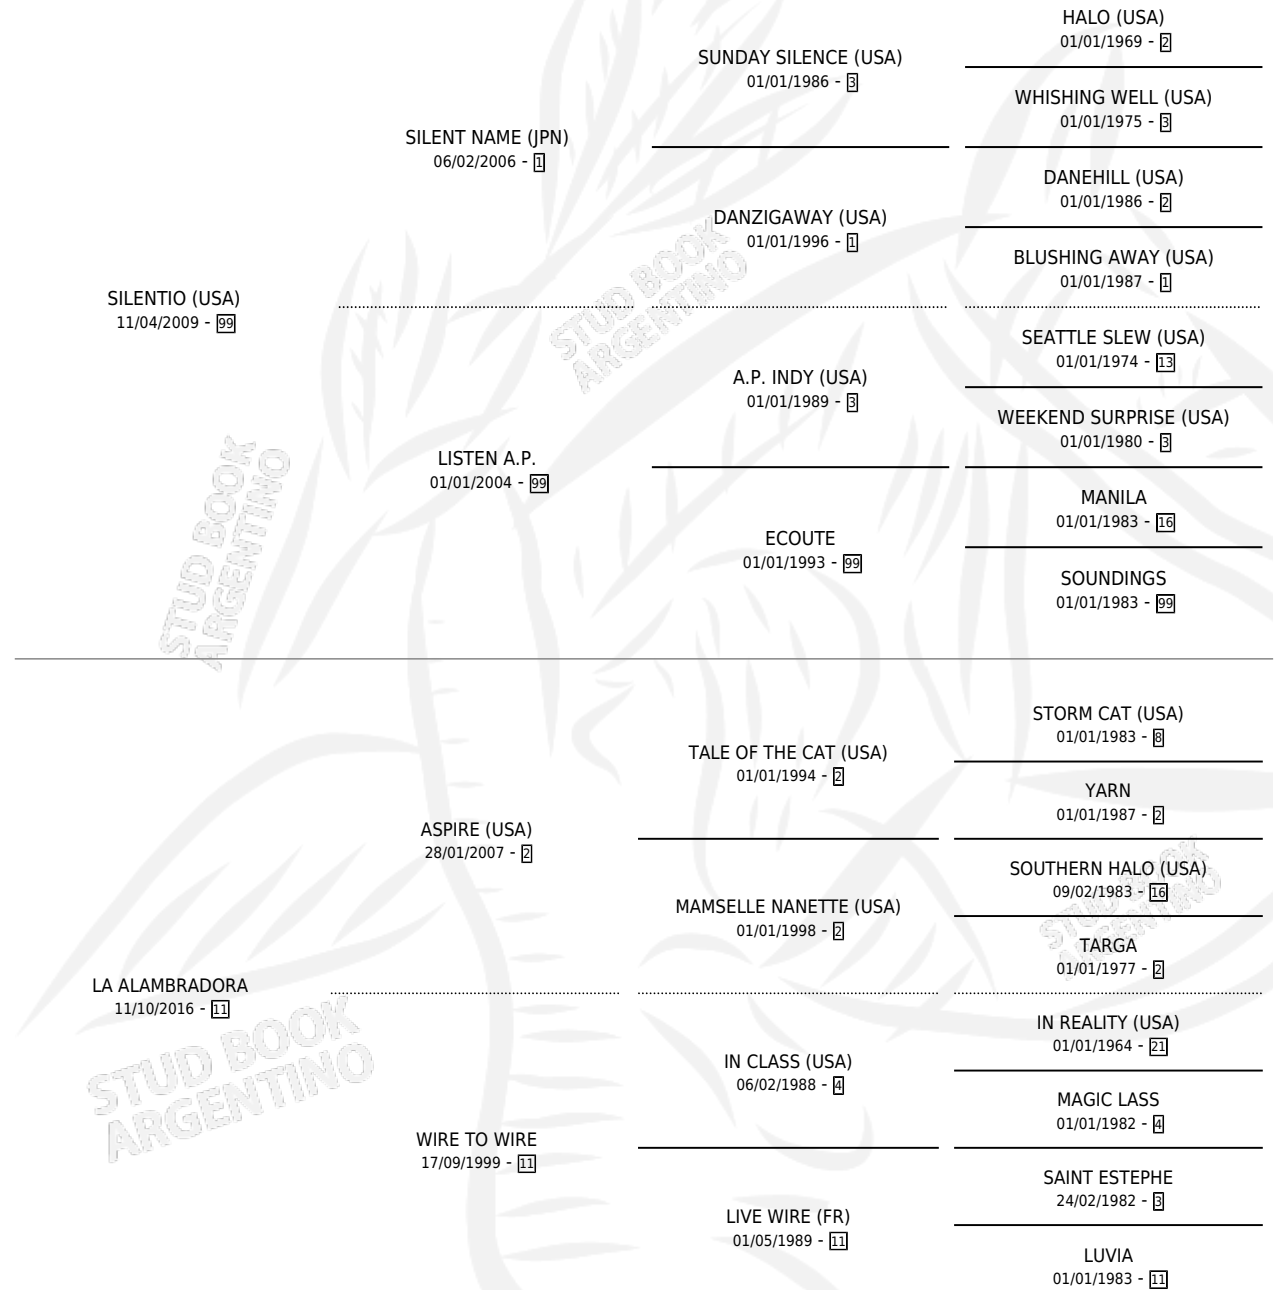 HALO (USA)
01/01/1969 - 2
SUNDAY SILENCE (USA)
01/01/1986 - 3
WHISHING WELL (USA)
01/01/1975 - 3
SILENT NAME (JPN)
06/02/2006 - 1
DANEHILL (USA)
01/01/1986 - 2
DANZIGAWAY (USA)
01/01/1996 - 1
BLUSHING AWAY (USA)
01/01/1987 - 1
SILENTIO (USA)
11/04/2009 - 99
SEATTLE SLEW (USA)
01/01/1974 - 13
A.P. INDY (USA)
01/01/1989 - 3
WEEKEND SURPRISE (USA)
01/01/1980 - 3
LISTEN A.P.
01/01/2004 - 99
MANILA
01/01/1983 - 16
ECOUTE
01/01/1993 - 99
SOUNDINGS
01/01/1983 - 99
STORM CAT (USA)
01/01/1983 - 8
TALE OF THE CAT (USA)
01/01/1994 - 2
YARN
01/01/1987 - 2
ASPIRE (USA)
28/01/2007 - 2
SOUTHERN HALO (USA)
09/02/1983 - 16
MAMSELLE NANETTE (USA)
01/01/1998 - 2
TARGA
01/01/1977 - 2
LA ALAMBRADORA
11/10/2016 - 11
IN REALITY (USA)
01/01/1964 - 21
IN CLASS (USA)
06/02/1988 - 4
MAGIC LASS
01/01/1982 - 4
WIRE TO WIRE
17/09/1999 - 11
SAINT ESTEPHE
24/02/1982 - 3
LIVE WIRE (FR)
01/05/1989 - 11
LUVIA
01/01/1983 - 11
STUD BOOK
ARGENTINO
STUD BOOK
ARGENTINO
STUD BOOK
ARGENTINO
STUD BOOK
ARGENTINO